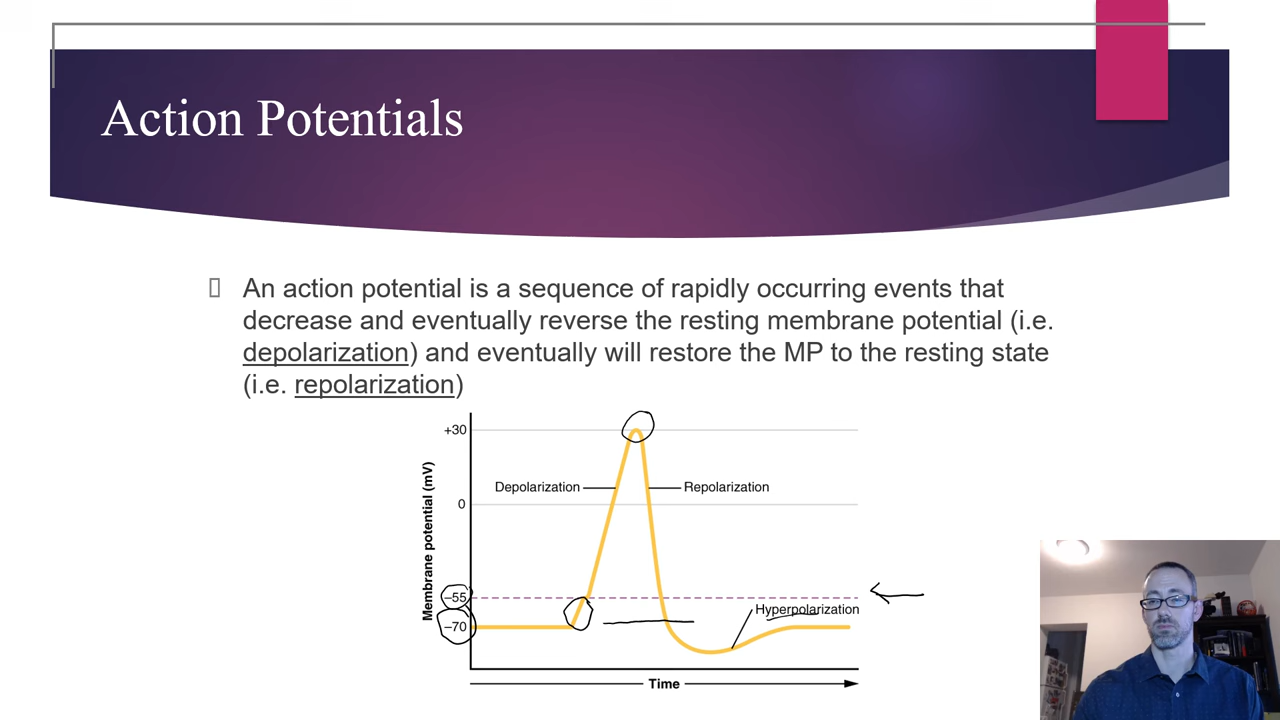 Action Potentials
▯ An action potential is a sequence of rapidly occurring events that
decrease and eventually reverse the resting membrane potential (i.e.
depolarization) and eventually will restore the MP to the resting state
(i.e. repolarization)
+30
Depolarization
Repolarization
0
Membrane potential (mV)
–55
Hyperpolarization
–70
Time